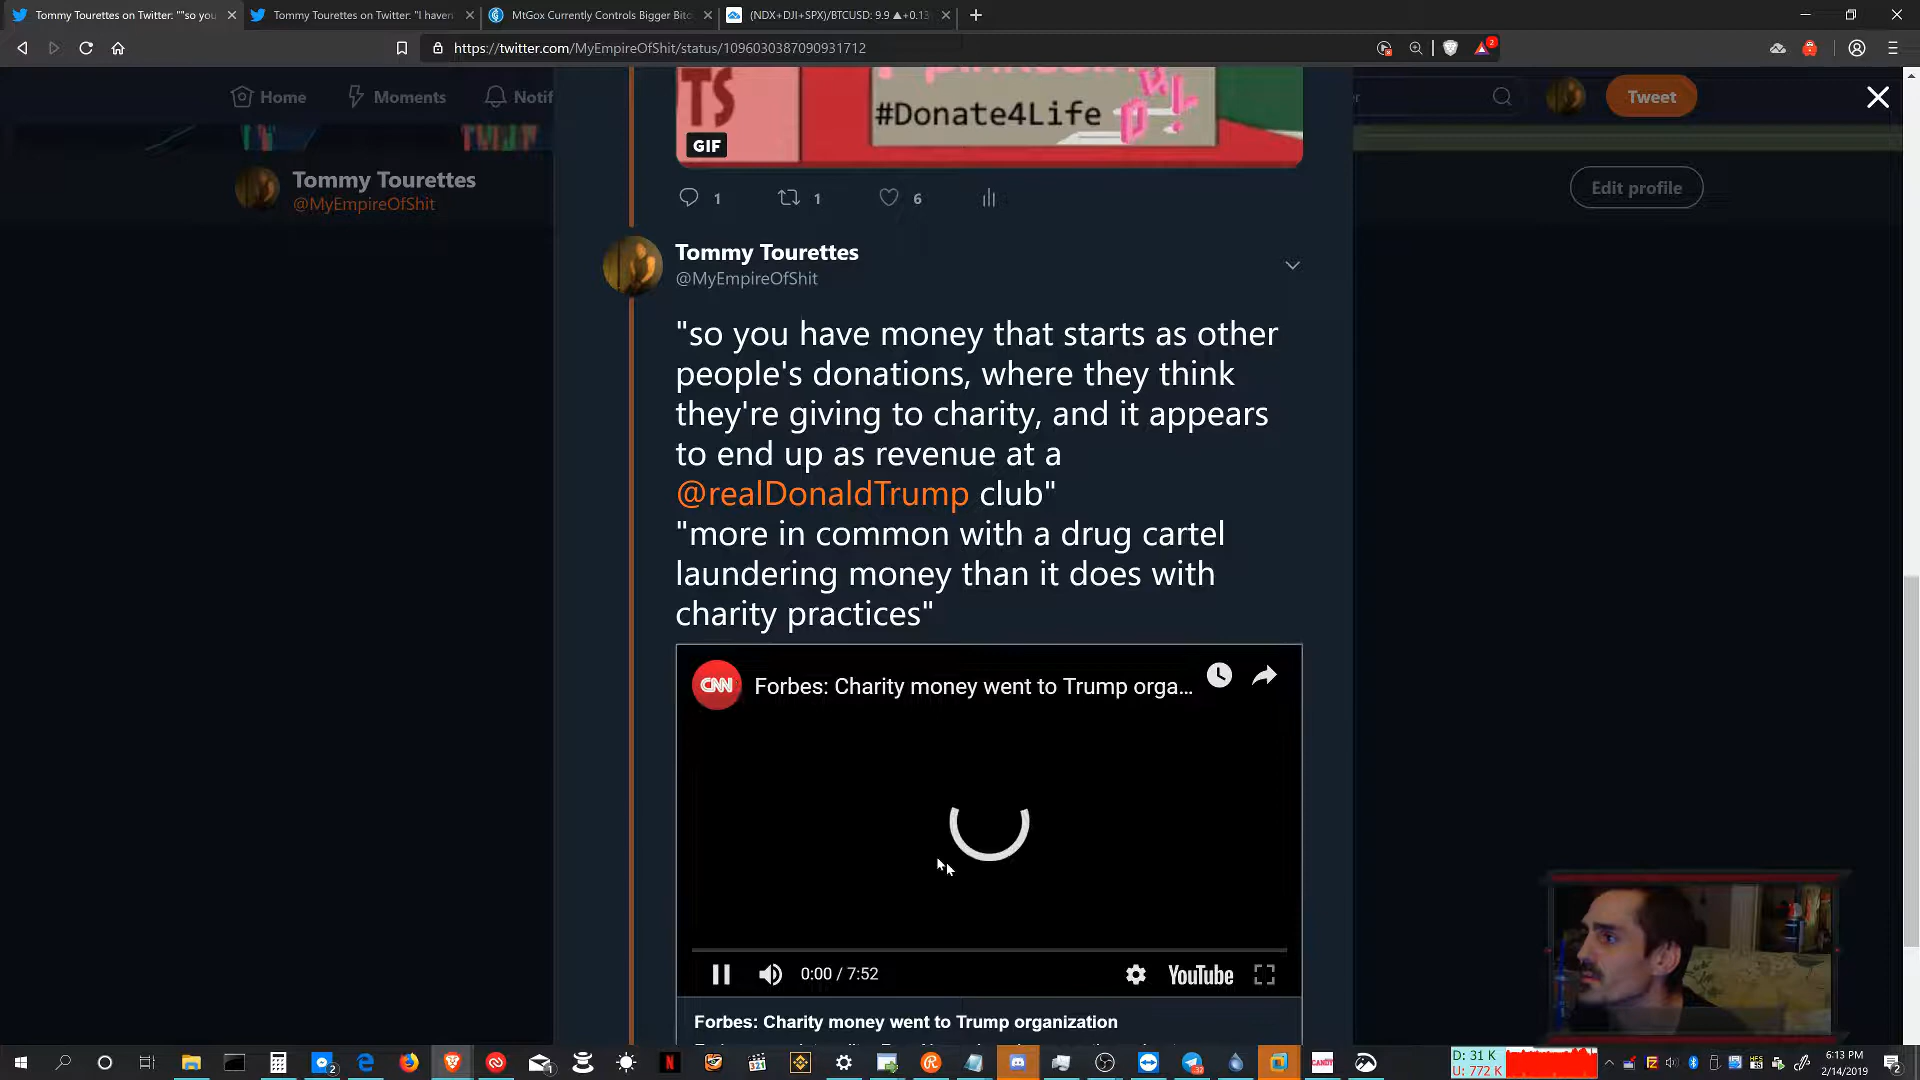 Tommy Tourettes on Twitter: ""so you
Tommy Tourettes on Twitter: "I haven
MtGox Currently Controls Bigger Bitc
(NDX+DJI+SPX)/BTCUSD: 9.9 ▲+0.13
https://twitter.com/MyEmpireOfShit/status/1096030387090931712
2
Home
Moments
Notif
Tweet
TS
#Donate4Life
GIF
Tommy Tourettes
@MyEmpireOfShit
Edit profile
1
1
6
Tommy Tourettes
@MyEmpireOfShit
"so you have money that starts as other
people's donations, where they think
they're giving to charity, and it appears
to end up as revenue at a
@realDonaldTrump club"
"more in common with a drug cartel
laundering money than it does with
charity practices"
CNN
Forbes: Charity money went to Trump orga...
0:00 / 7:52
YouTube
Forbes: Charity money went to Trump organization
D: 31 K
U: 772 K
6:13 PM
2/14/2019